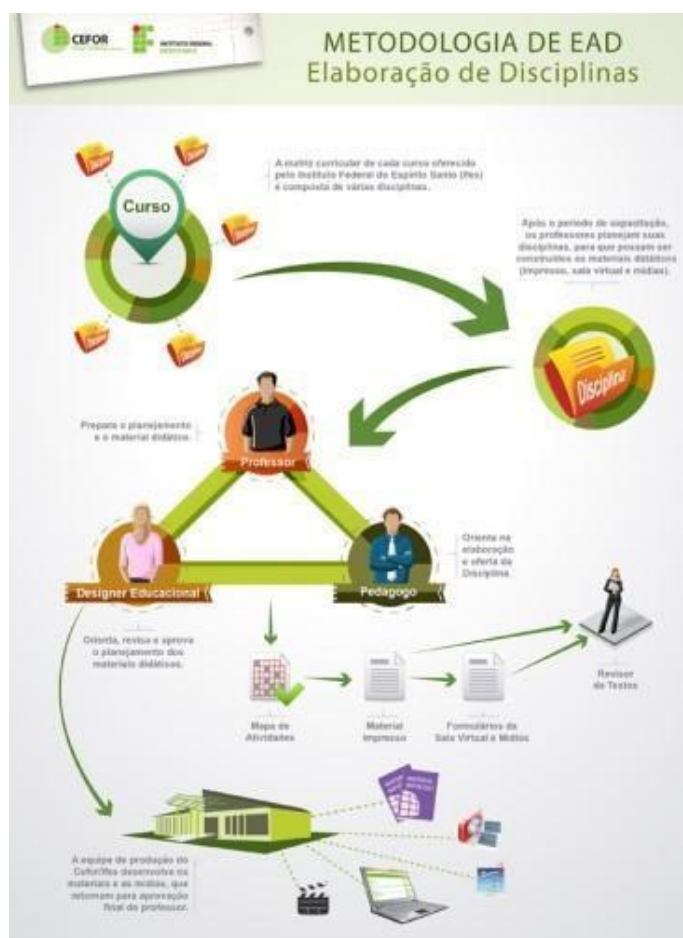 CEFOR
INSTITUTO FEDERAL
METODOLOGIA DE EAD
Elaboração de Disciplinas
Curso
A matriz curricular de cada curso oferecido
pelo Instituto Federal do Espírito Santo (Ifes)
é composta de várias disciplinas.
Após o período de capacitação,
os professores planejam suas
disciplinas, para que possam ser
construídos os materiais didáticos
(impresso, sala virtual e mídias).
Disciplina
Prepara o planejamento
e o material didático.
Professor
Orienta na
elaboração
e oferta da
Disciplina.
Designer Educacional
Pedagogo
Orienta, revisa e aprova
o planejamento dos
materiais didáticos.
Revisor
de Textos
Mapa de
Atividades
Material
Impresso
Formulários da
Sala Virtual e Mídias
A equipe de produção do
Cefor/Ifes desenvolve os
materiais e as mídias, que
retornam para aprovação
final do professor.